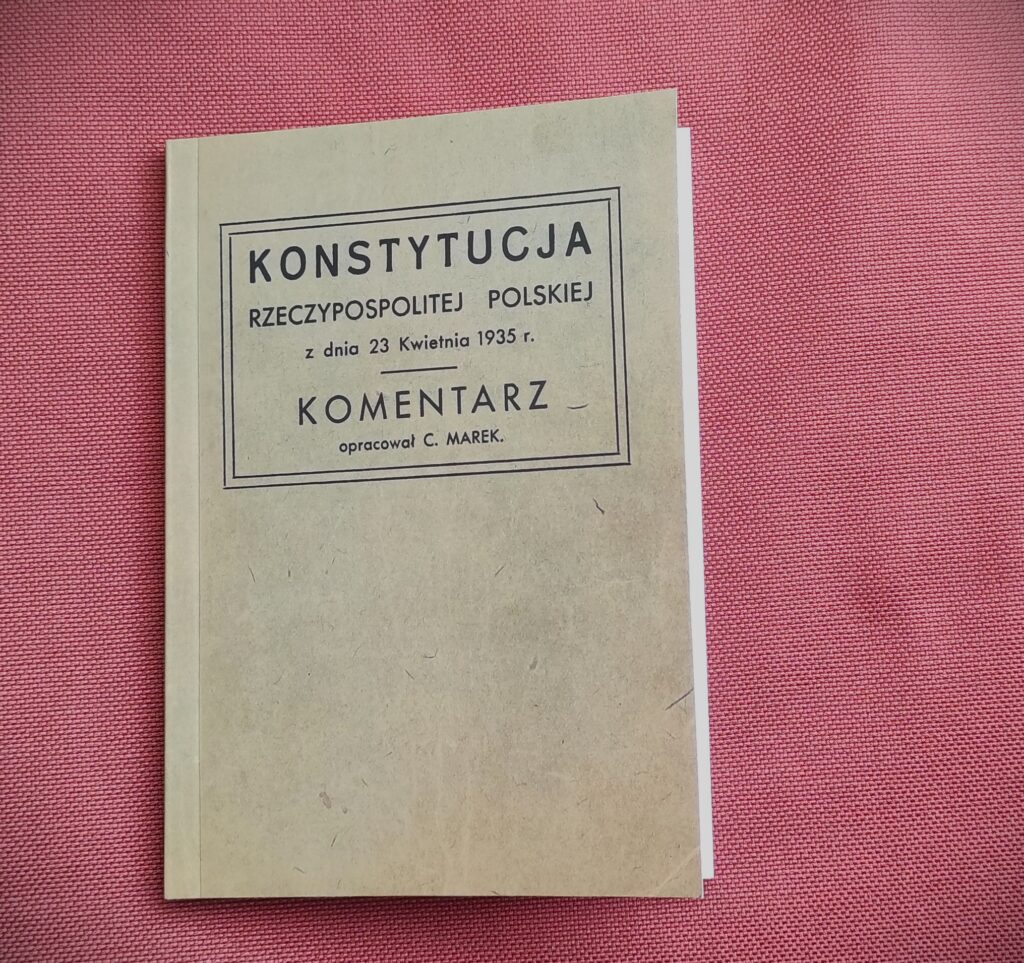 KONSTYTUCJA
RZECZYPOSPOLITEJ POLSKIEJ
z dnia 23 Kwietnia 1935 r.
KOMENTARZ
opracował C. MAREK.